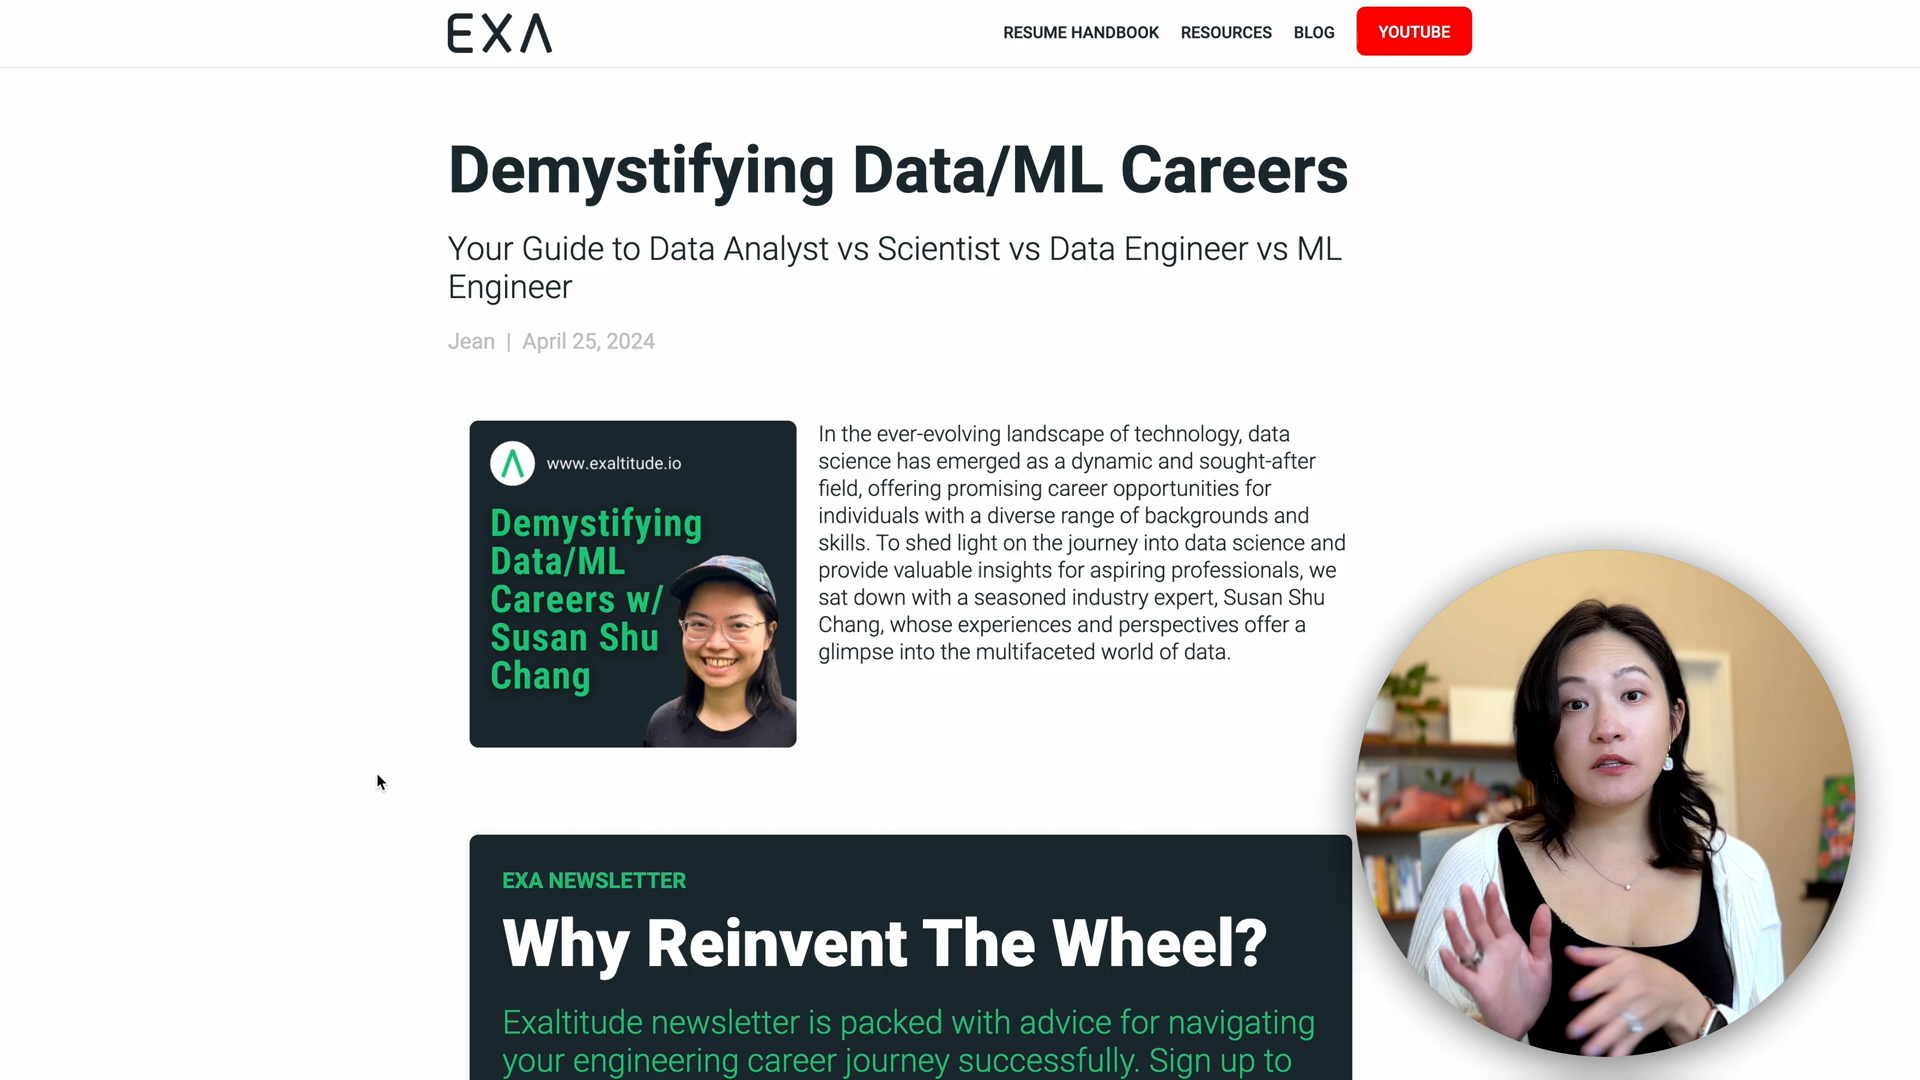 EXA
RESUME HANDBOOK RESOURCES BLOG YOUTUBE
Demystifying Data/ML Careers
Your Guide to Data Analyst vs Scientist vs Data Engineer vs ML
Engineer
Jean | April 25, 2024
www.exaltitude.io
Demystifying
Data/ML
Careers w/
Susan Shu
Chang
In the ever-evolving landscape of technology, data
science has emerged as a dynamic and sought-after
field, offering promising career opportunities for
individuals with a diverse range of backgrounds and
skills. To shed light on the journey into data science and
provide valuable insights for aspiring professionals, we
sat down with a seasoned industry expert, Susan Shu
Chang, whose experiences and perspectives offer a
glimpse into the multifaceted world of data.
EXA NEWSLETTER
Why Reinvent The Wheel?
Exaltitude newsletter is packed with advice for navigating
your engineering career journey successfully. Sign up to